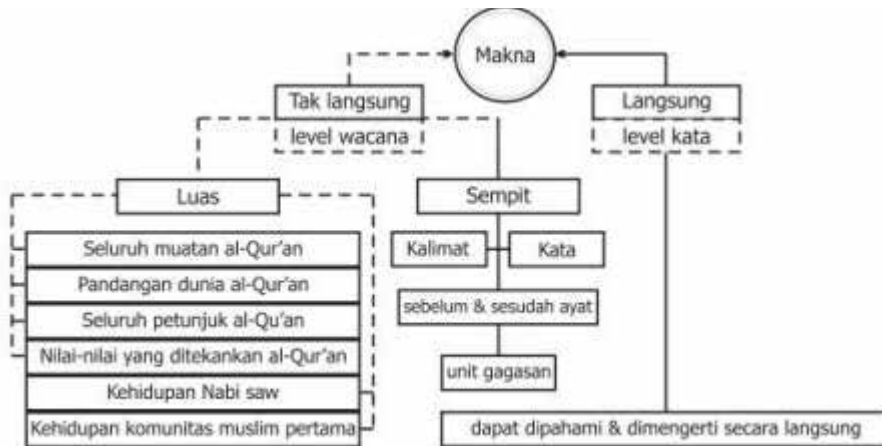 Makna
Tak langsung
level wacana
Langsung
level kata
Luas
Seluruh muatan al-Qur'an
Pandangan dunia al-Qur'an
Seluruh petunjuk al-Qu'an
Nilai-nilai yang ditekankan al-Qur'an
Kehidupan Nabi saw
Kehidupan komunitas muslim pertama
Sempit
Kalimat
Kata
sebelum & sesudah ayat
unit gagasan
dapat dipahami & dimengerti secara langsung